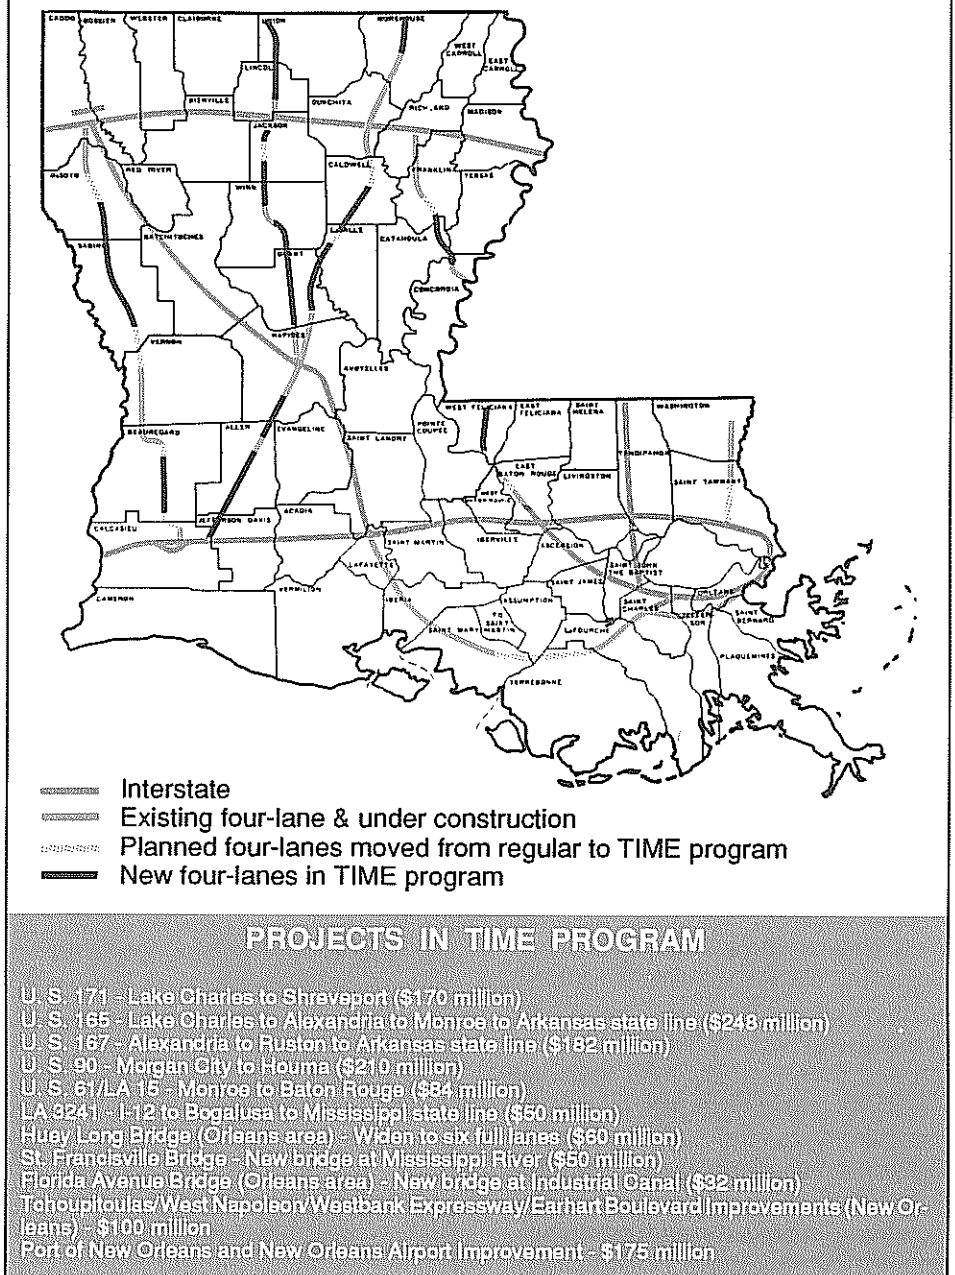 CADDO
BOSSIER
WEBSTER
CLAIBORNE
UNION
MOREHOUSE
WEST
CARROLL
EAST
CARROLL
LINCOLN
BIENVILLE
OUACHITA
RICHLAND
MADISON
JACKSON
DESOTO
RED RIVER
CALDWELL
FRANKLIN
TENSAS
WINN
NATCHITOCHES
SABINE
LASALLE
CATAHOULA
GRANT
CONCORDIA
RAPIDES
VERNON
AVOYELLES
WEST FELICIANA
EAST
FELICIANA
SAINT
HELENA
WASHINGTON
BEAUREGARD
ALLEN
EVANGELINE
SAINT LANDRY
POINTE
COUPEE
TANGIPAHOA
EAST
BATON ROUGE
LIVINGSTON
SAINT TAMMANY
WEST
BATON ROUGE
CALCASIEU
JEFFERSON DAVIS
ACADIA
SAINT MARTIN
IBERVILLE
ASCENSION
LAFAYETTE
SAINT JOHN
THE BAPTIST
SAINT JAMES
CAMERON
VERMILION
IBERIA
ASSUMPTION
SAINT
CHARLES
ORLEANS
JEFFER-
SON
SAINT
BERNARD
SAINT MARY
TO
SAINT
MARTIN
LAFOURCHE
PLAQUEMINES
TERREBONNE
Interstate
Existing four-lane & under construction
Planned four-lanes moved from regular to TIME program
New four-lanes in TIME program
PROJECTS IN TIME PROGRAM
U. S. 171 - Lake Charles to Shreveport ($170 million)
U. S. 165 - Lake Charles to Alexandria to Monroe to Arkansas state line ($248 million)
U. S. 167 - Alexandria to Ruston to Arkansas state line ($182 million)
U. S. 90 - Morgan City to Houma ($210 million)
U. S. 61/LA 15 - Monroe to Baton Rouge ($84 million)
LA 3241 - I-12 to Bogalusa to Mississippi state line ($50 million)
Huey Long Bridge (Orleans area) - Widen to six full lanes ($60 million)
St. Francisville Bridge - New bridge at Mississippi River ($50 million)
Florida Avenue Bridge (Orleans area) - New bridge at Industrial Canal ($32 million)
Tchoupitoulas/West Napoleon/Westbank Expressway/Earhart Boulevard Improvements (New Or-
leans) - $100 million
Port of New Orleans and New Orleans Airport Improvement - $175 million